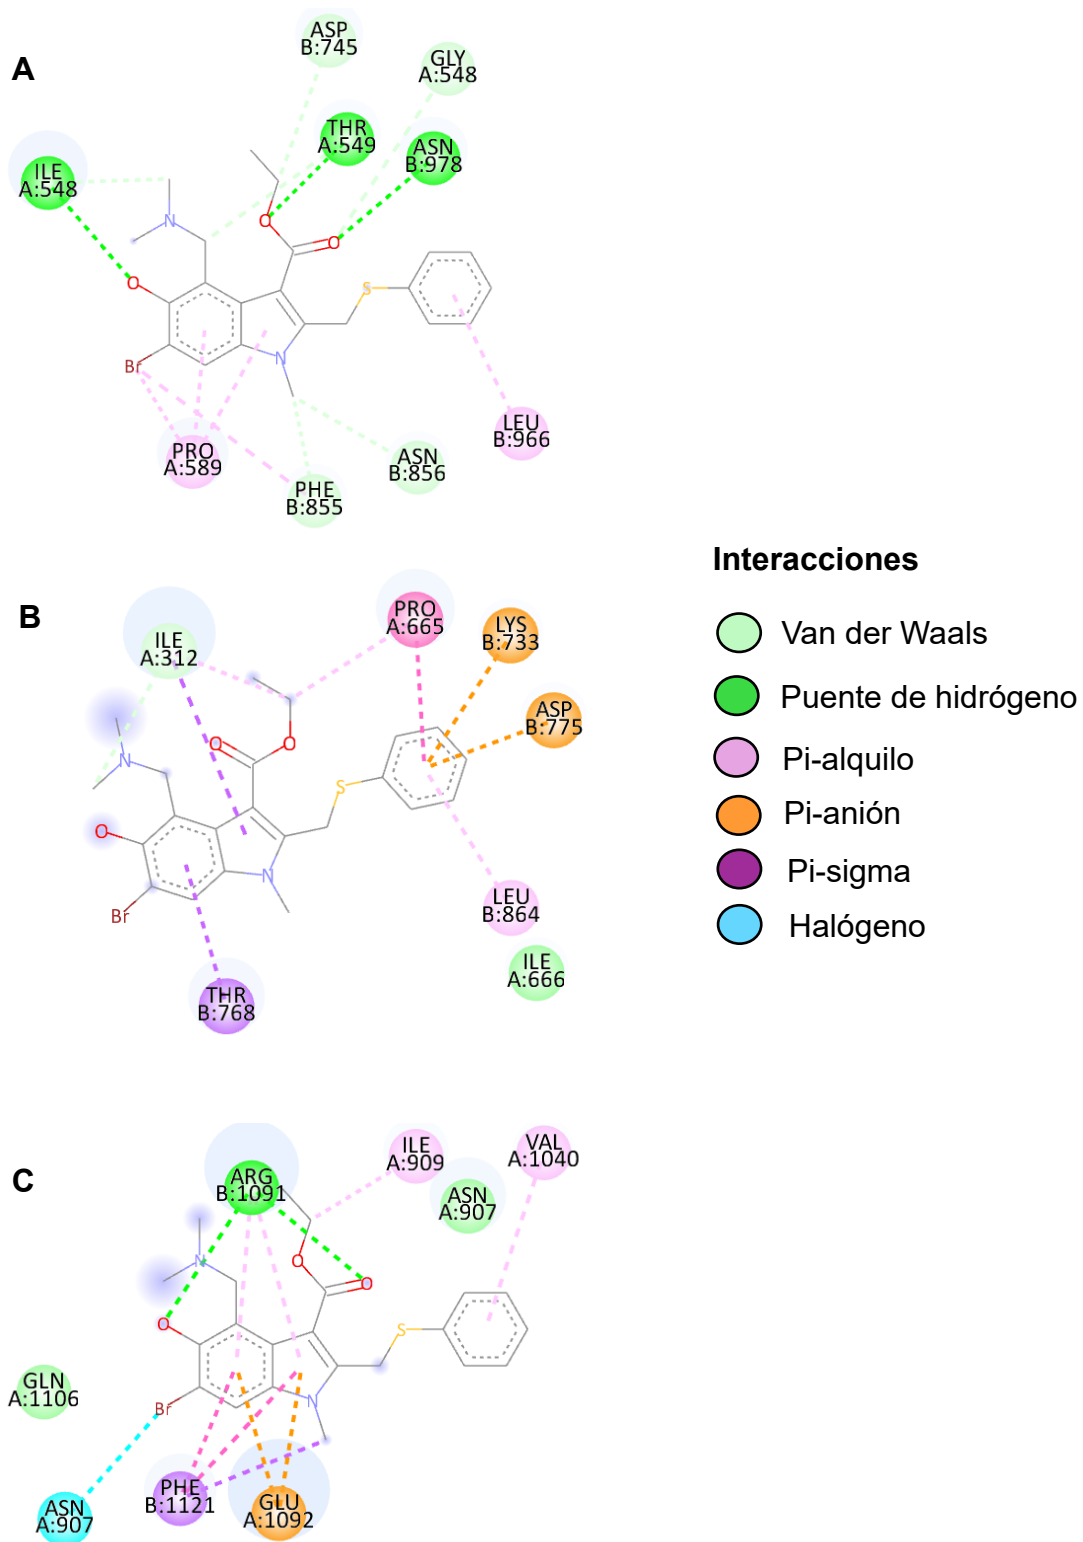 A
ASP
B:745
GLY
A:548
THR
A:549
ASN
B:978
ILE
A:548
N
O
O
O
S
Br
N
LEU
B:966
PRO
A:589
ASN
B:856
PHE
B:855
B
ILE
A:312
PRO
A:665
LYS
B:733
ASP
B:775
O
O
N
S
O
N
Br
LEU
B:864
ILE
A:666
THR
B:768
Interacciones
Van der Waals
Puente de hidrógeno
Pi-alquilo
Pi-anión
Pi-sigma
Halógeno
C
ARG
B:1091
ILE
A:909
VAL
A:1040
ASN
A:907
N
O
O
O
S
GLN
A:1106
Br
N
ASN
A:907
PHE
B:1121
GLU
A:1092